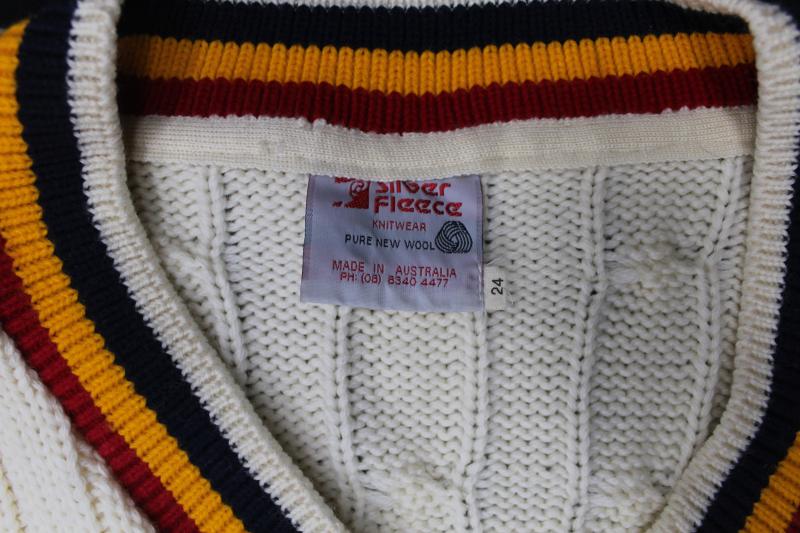 Silver
Fleece
KNITWEAR
PURE NEW WOOL
MADE IN AUSTRALIA
PH: (08) 8340 4477
24